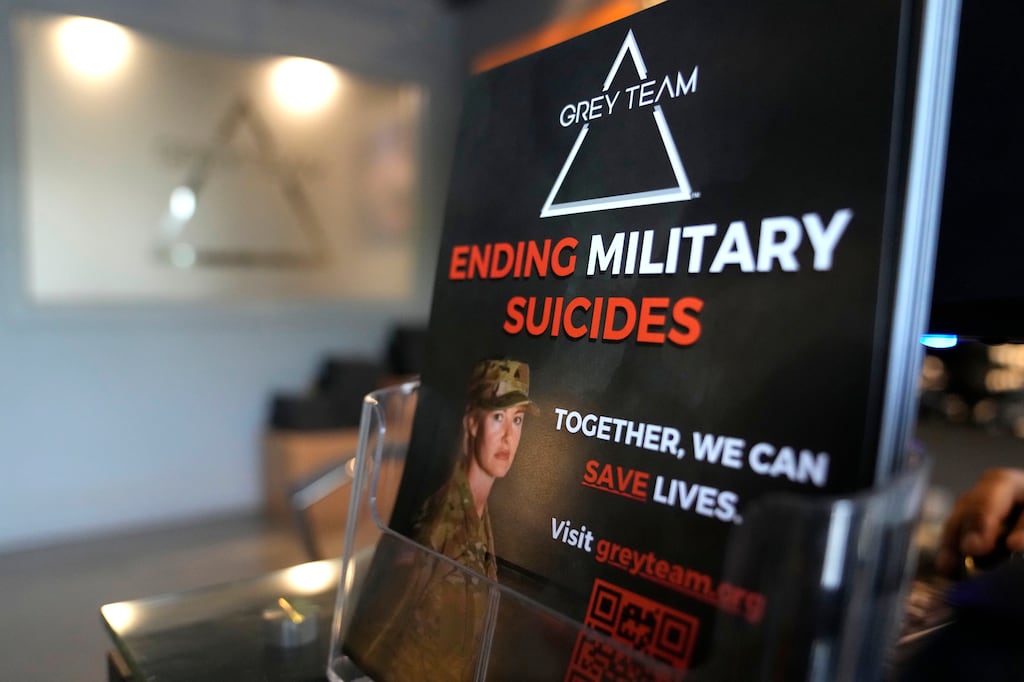 GREY TEAM
ENDING MILITARY
SUICIDES
TOGETHER, WE CAN
SAVE LIVES.
Visit greyteam.org